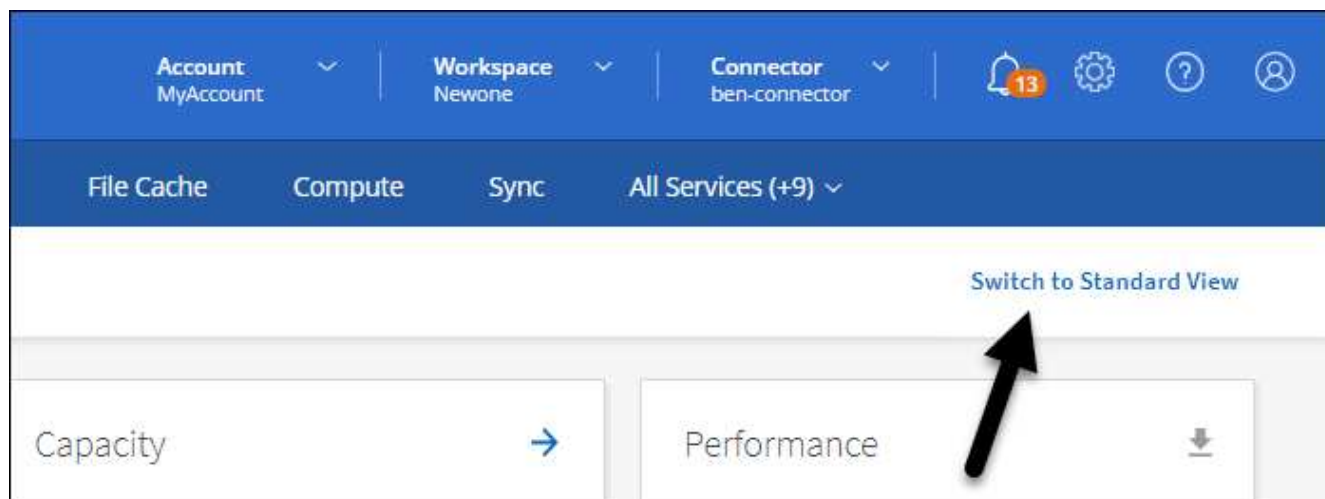 Account Workspace Connector
MyAccount Newone ben-connector 13 ?
File Cache Compute Sync All Services (+9)
Switch to Standard View
Capacity Performance